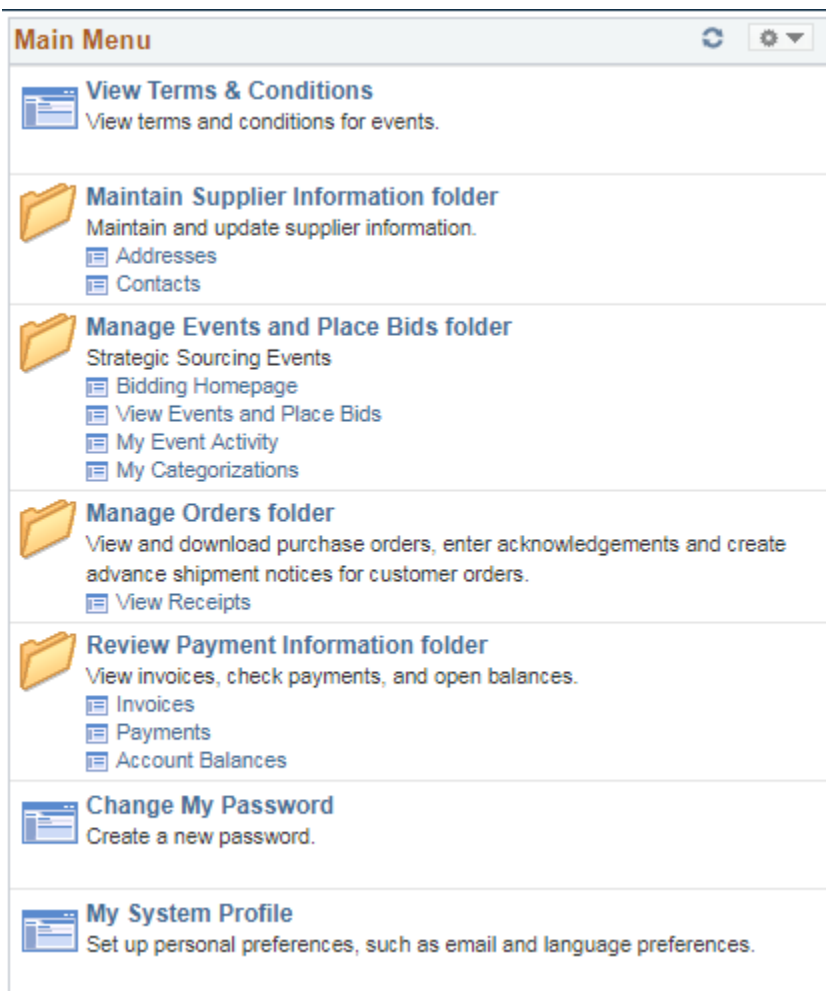 Main Menu
View Terms & Conditions
View terms and conditions for events.
Maintain Supplier Information folder
Maintain and update supplier information.
Addresses
Contacts
Manage Events and Place Bids folder
Strategic Sourcing Events
Bidding Homepage
View Events and Place Bids
My Event Activity
My Categorizations
Manage Orders folder
View and download purchase orders, enter acknowledgements and create
advance shipment notices for customer orders.
View Receipts
Review Payment Information folder
View invoices, check payments, and open balances.
Invoices
Payments
Account Balances
Change My Password
Create a new password.
My System Profile
Set up personal preferences, such as email and language preferences.